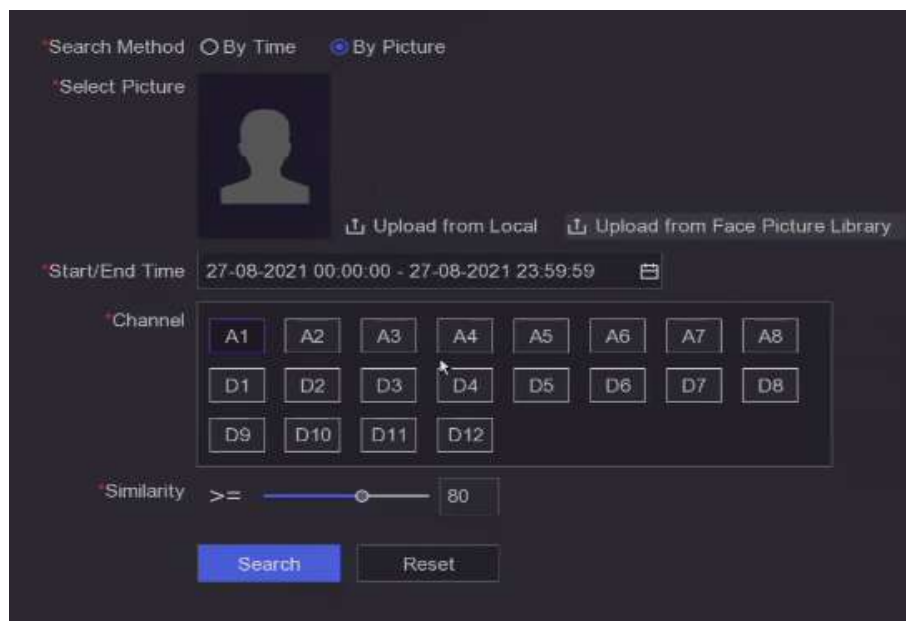 *Search Method By Time By Picture
*Select Picture
Upload from Local Upload from Face Picture Library
*Start/End Time 27-08-2021 00:00:00 - 27-08-2021 23:59:59
*Channel
A1 A2 A3 A4 A5 A6 A7 A8
D1 D2 D3 D4 D5 D6 D7 D8
D9 D10 D11 D12
*Similarity >= 80
Search Reset